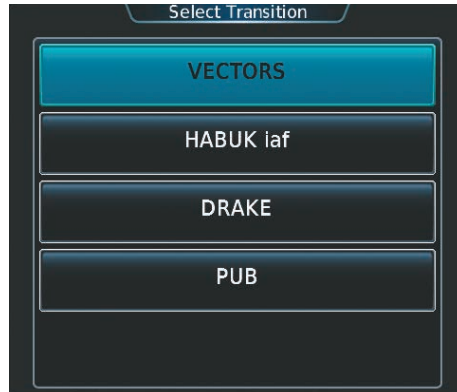 Select Transition
VECTORS
HABUK iaf
DRAKE
PUB